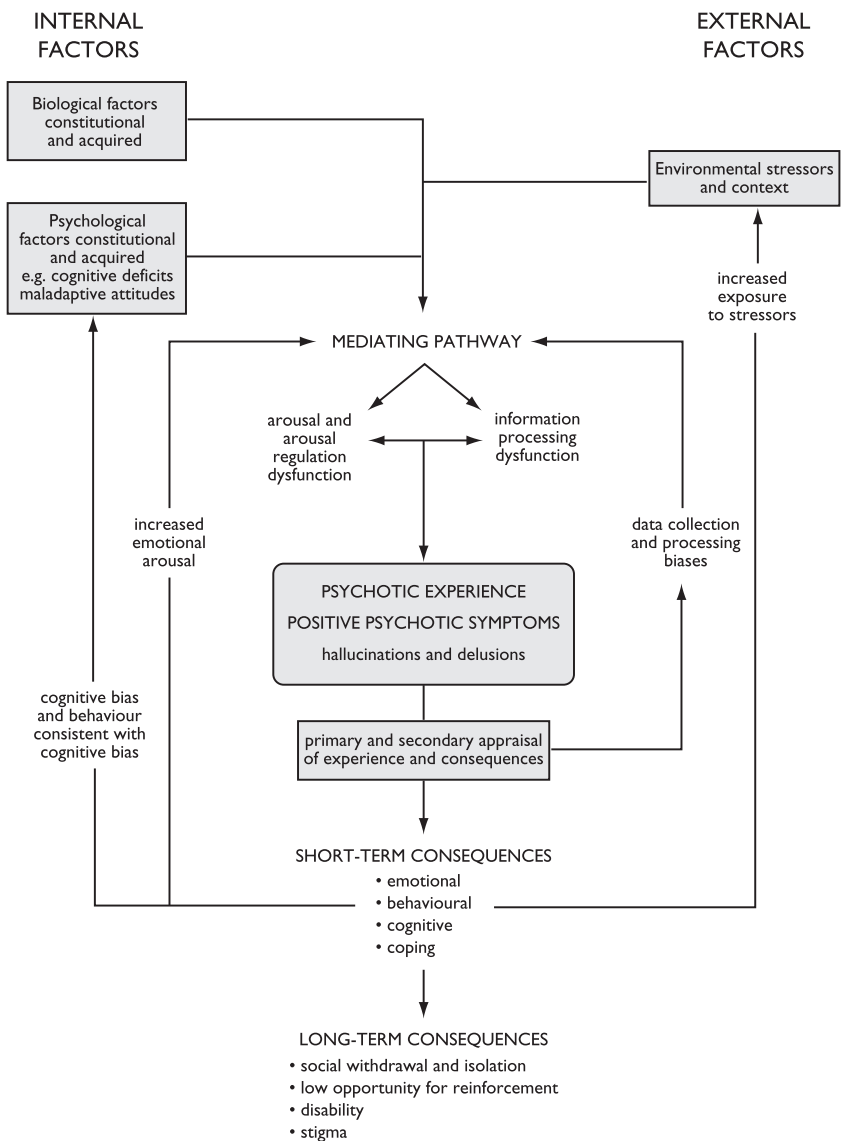 INTERNAL
FACTORS
EXTERNAL
FACTORS
Biological factors
constitutional
and acquired
Environmental stressors
and context
Psychological
factors constitutional
and acquired
e.g. cognitive deficits
maladaptive attitudes
increased
exposure
to stressors
MEDIATING PATHWAY
arousal and
arousal
regulation
dysfunction
information
processing
dysfunction
increased
emotional
arousal
data collection
and processing
biases
PSYCHOTIC EXPERIENCE
POSITIVE PSYCHOTIC SYMPTOMS
hallucinations and delusions
cognitive bias
and behaviour
consistent with
cognitive bias
primary and secondary appraisal
of experience and consequences
SHORT-TERM CONSEQUENCES
• emotional
• behavioural
• cognitive
• coping
LONG-TERM CONSEQUENCES
• social withdrawal and isolation
• low opportunity for reinforcement
• disability
• stigma